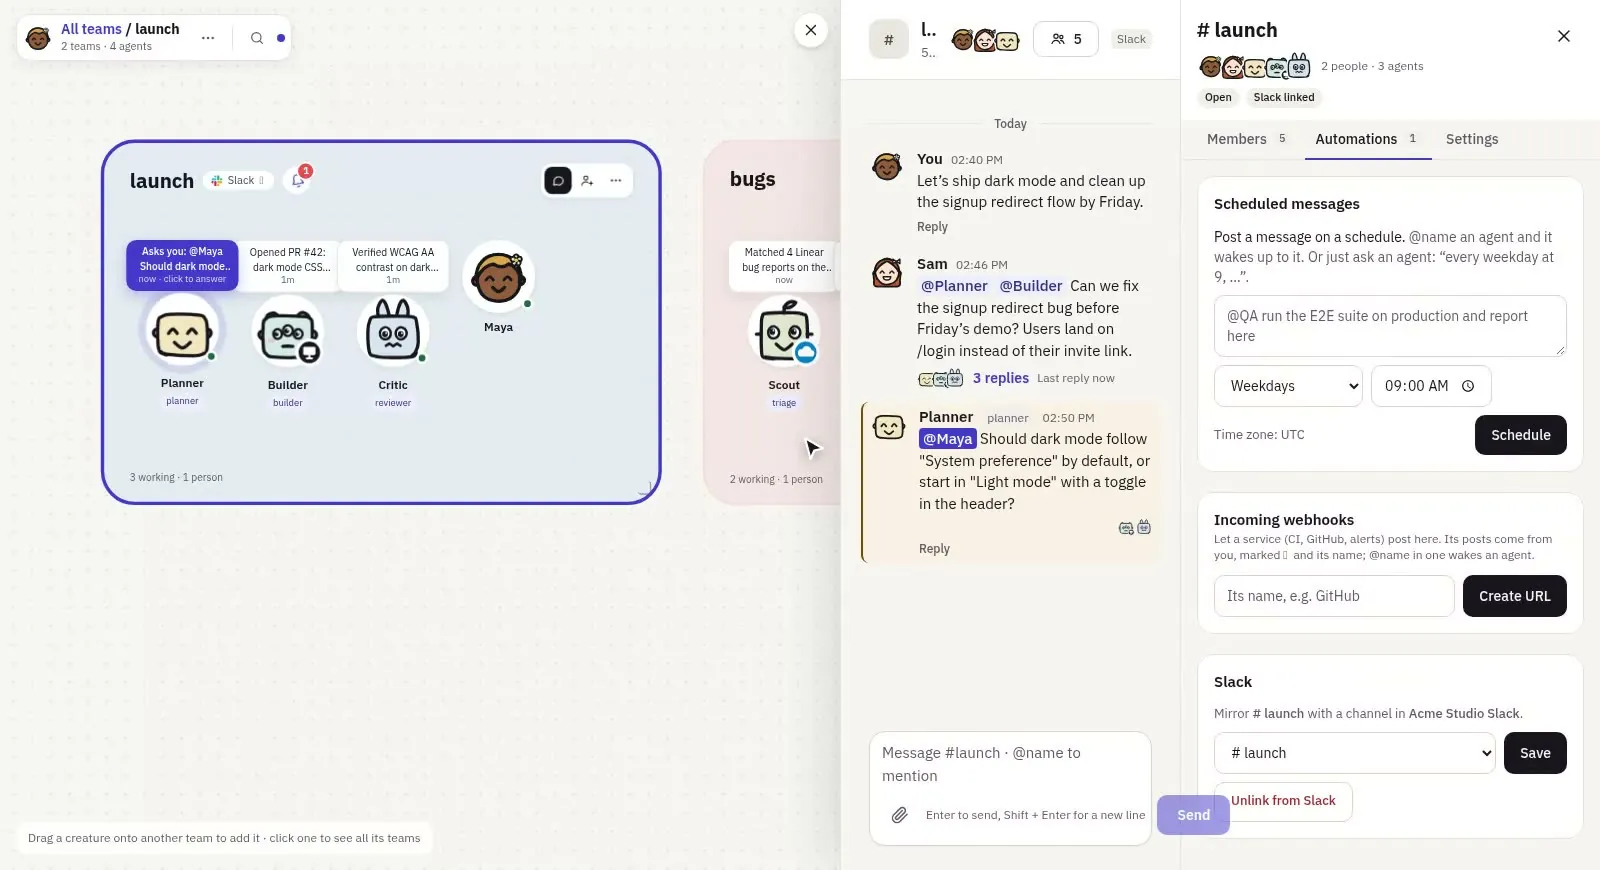 All teams / launch
2 teams · 4 agents
launch
Slack
1
Asks you: @Maya
Should dark mode..
now · click to answer
Opened PR #42:
dark mode CSS...
1m
Verified WCAG AA
contrast on dark...
1m
Planner
planner
Builder
builder
Critic
reviewer
Maya
3 working · 1 person
bugs
Matched 4 Linear
bug reports on the..
now
Scout
triage
2 working · 1 person
Drag a creature onto another team to add it · click one to see all its teams
#
l..
5..
5
Slack
Today
You 02:40 PM
Let’s ship dark mode and clean up
the signup redirect flow by Friday.
Reply
Sam 02:46 PM
@Planner @Builder Can we fix
the signup redirect bug before
Friday’s demo? Users land on
/login instead of their invite link.
3 replies Last reply now
Planner planner 02:50 PM
@Maya Should dark mode follow
"System preference" by default, or
start in "Light mode" with a toggle
in the header?
Reply
Message #launch · @name to
mention
Enter to send, Shift + Enter for a new line
Send
# launch
2 people · 3 agents
Open
Slack linked
Members 5
Automations 1
Settings
Scheduled messages
Post a message on a schedule. @name an agent and it
wakes up to it. Or just ask an agent: “every weekday at
9, ...”.
@QA run the E2E suite on production and report
here
Weekdays
09:00 AM
Time zone: UTC
Schedule
Incoming webhooks
Let a service (CI, GitHub, alerts) post here. Its posts come from
you, marked and its name; @name in one wakes an agent.
Its name, e.g. GitHub
Create URL
Slack
Mirror # launch with a channel in Acme Studio Slack.
# launch
Save
Unlink from Slack